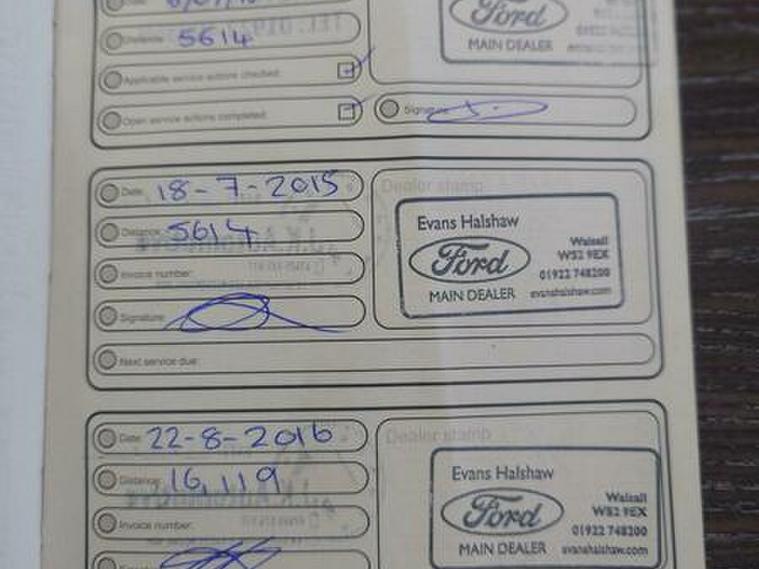 Distance: 5614
Applicable service actions checked:
Open service actions completed:
Ford
MAIN DEALER
Signature:
Date: 18-7-2015
Distance: 5614
Invoice number:
Signature:
Next service due:
Dealer stamp
Evans Halshaw
Ford
MAIN DEALER
Walsall
WS2 9EX
01922 748200
evanshalshaw.com
Date: 22-8-2016
Distance: 16,119
Invoice number:
Dealer stamp
Evans Halshaw
Ford
MAIN DEALER
Walsall
WS2 9EX
01922 748200
evanshalshaw.com